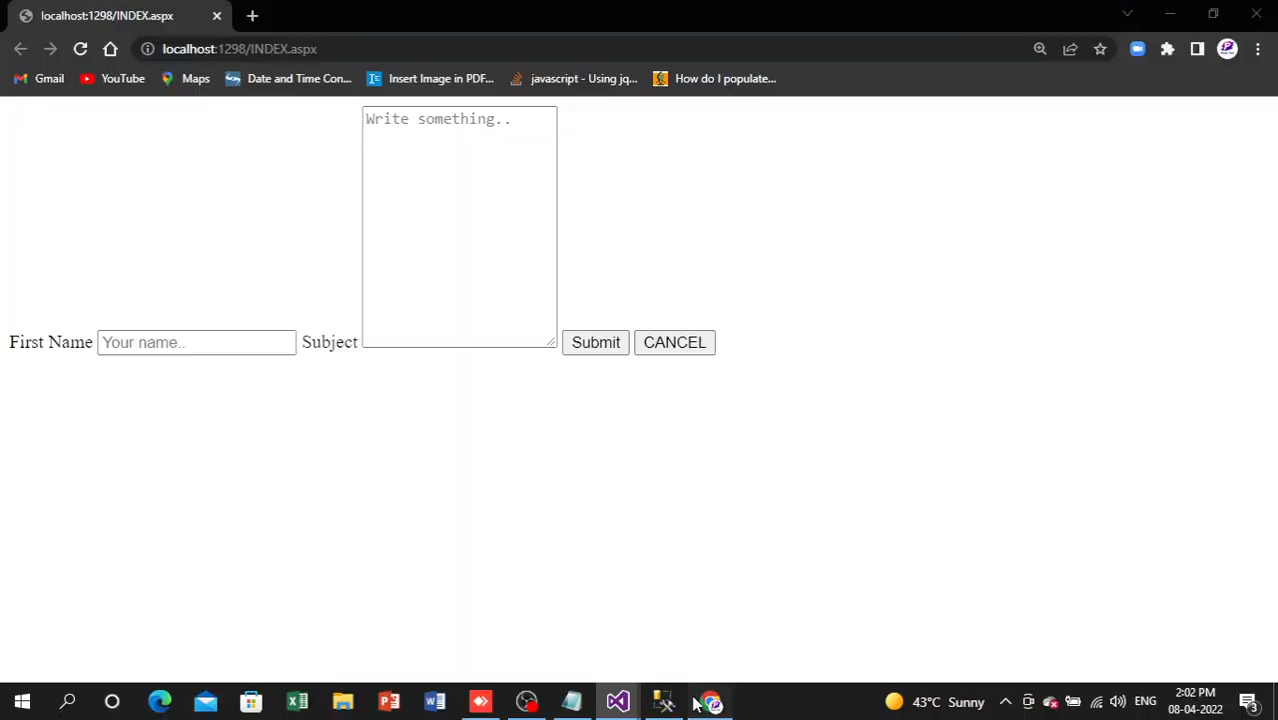 localhost:1298/INDEX.aspx
localhost:1298/INDEX.aspx
Gmail YouTube Maps Date and Time Con... Insert Image in PDF... javascript - Using jq... How do I populate...
Write something..
First Name Your name.. Subject Submit CANCEL
43°C Sunny ENG 2:02 PM
08-04-2022 3